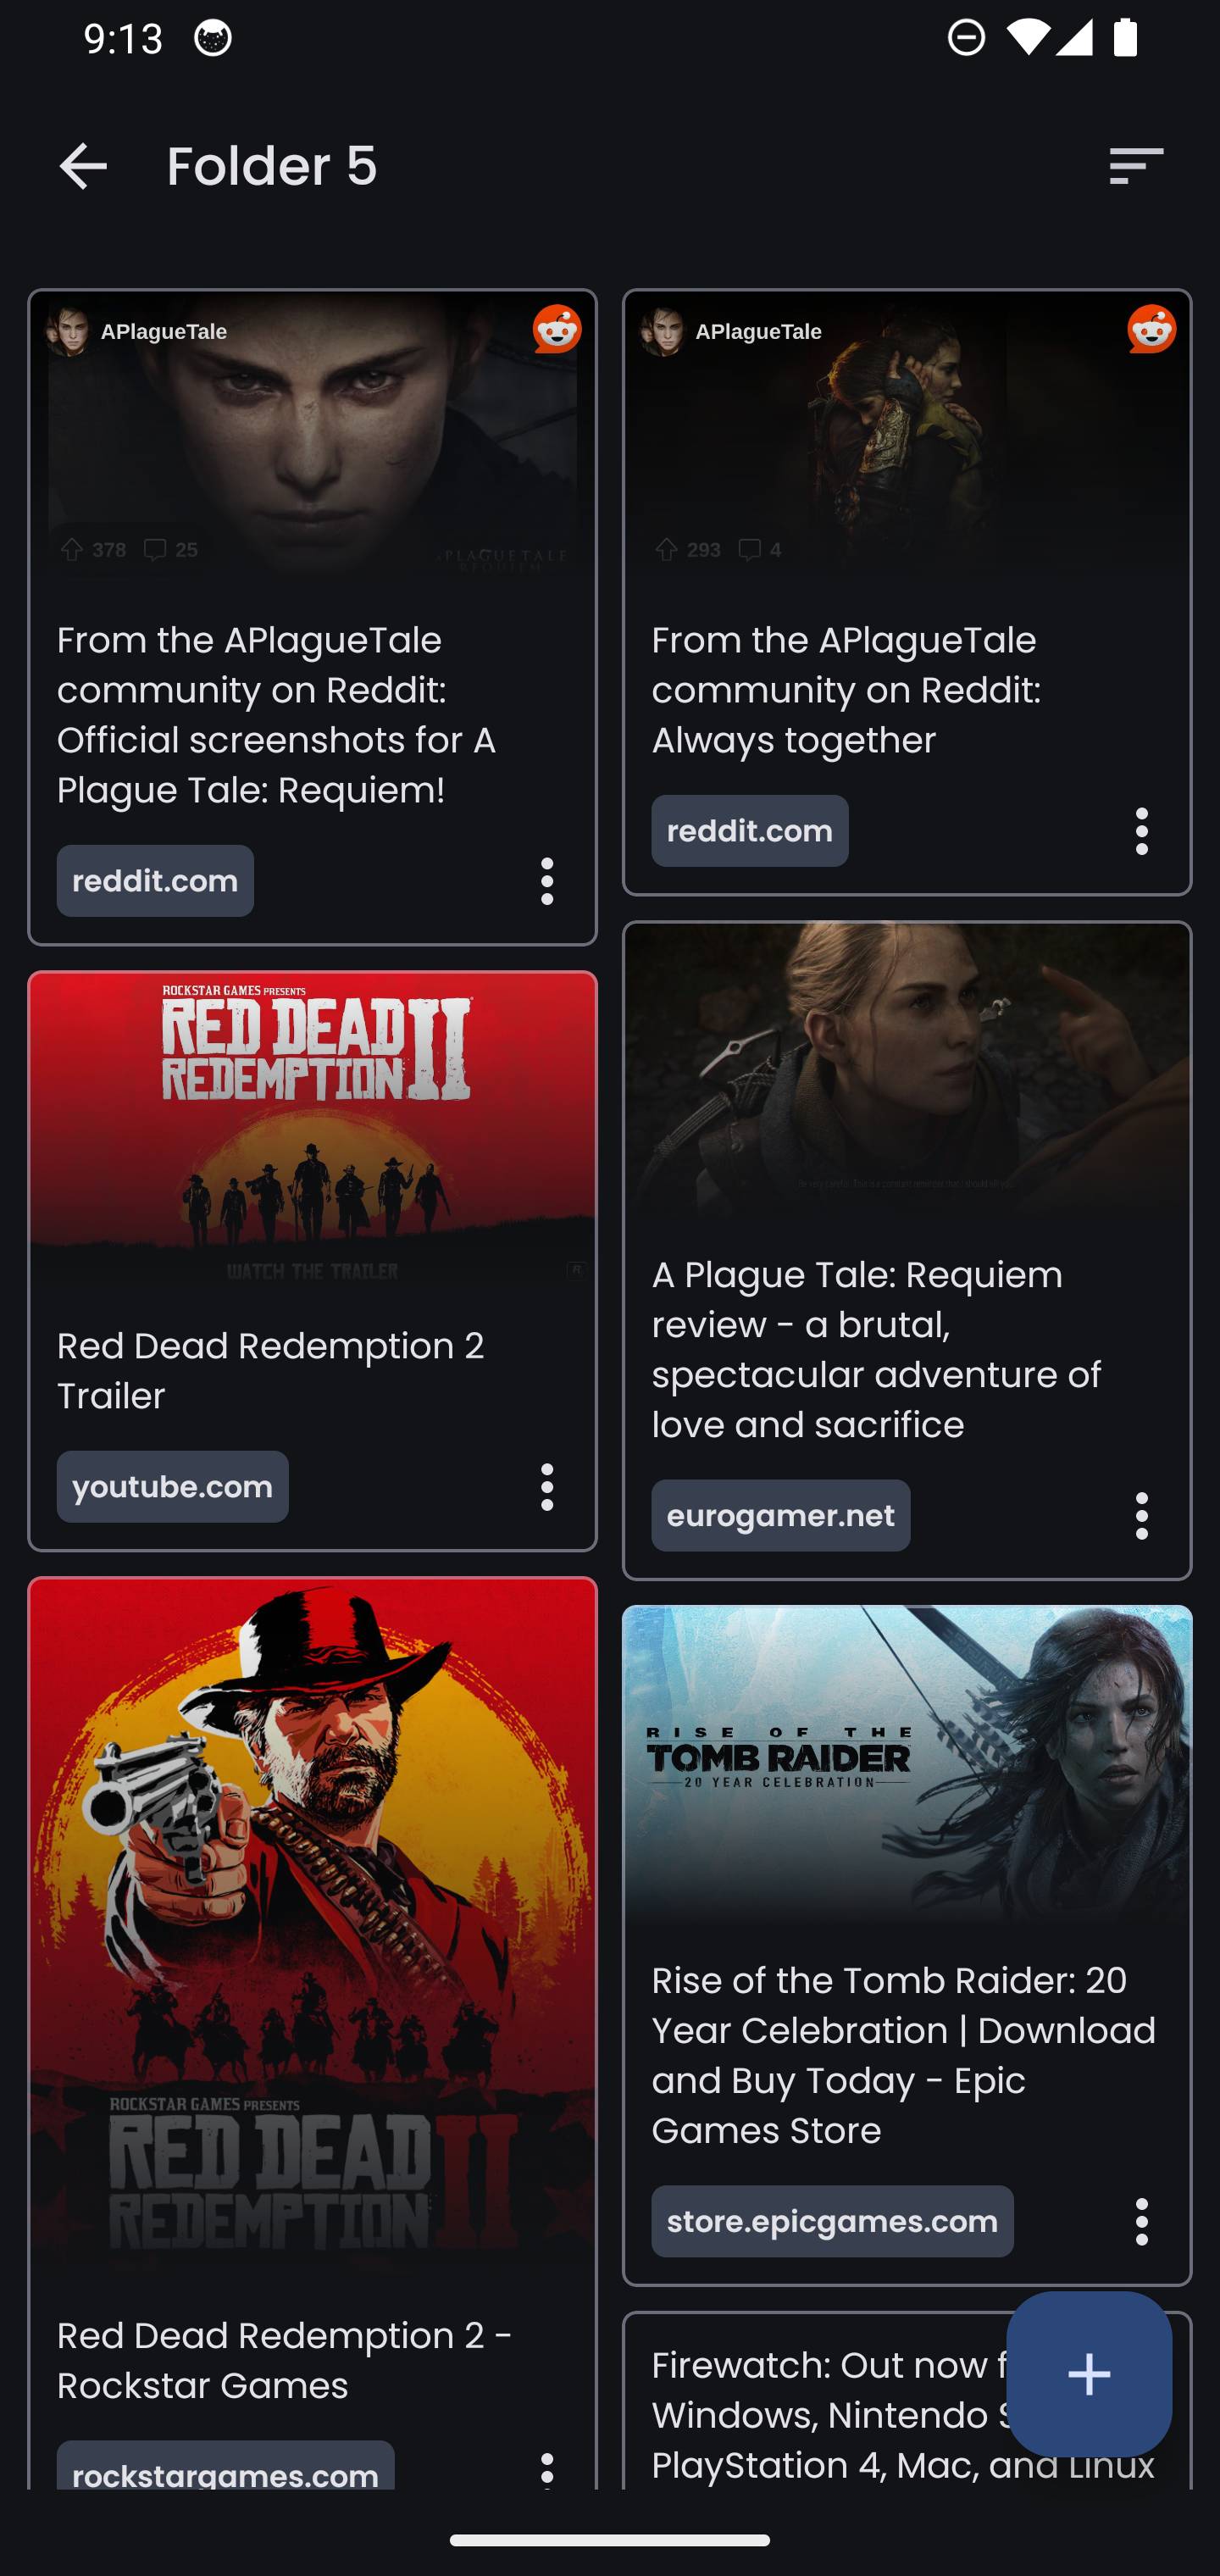 9:13
Folder 5
APlagueTale
378 25
PLAGUE TALE
REQUIEM
From the APlagueTale
community on Reddit:
Official screenshots for A
Plague Tale: Requiem!
reddit.com
APlagueTale
293 4
From the APlagueTale
community on Reddit:
Always together
reddit.com
ROCKSTAR GAMES PRESENTS
RED DEAD
REDEMPTION II
WATCH THE TRAILER
Red Dead Redemption 2
Trailer
youtube.com
A Plague Tale: Requiem
review - a brutal,
spectacular adventure of
love and sacrifice
eurogamer.net
ROCKSTAR GAMES PRESENTS
RED DEAD
REDEMPTION II
Red Dead Redemption 2 -
Rockstar Games
rockstargames.com
RISE OF THE
TOMB RAIDER
20 YEAR CELEBRATION
Rise of the Tomb Raider: 20
Year Celebration | Download
and Buy Today - Epic
Games Store
store.epicgames.com
Firewatch: Out now
Windows, Nintendo
PlayStation 4, Mac, and Linux